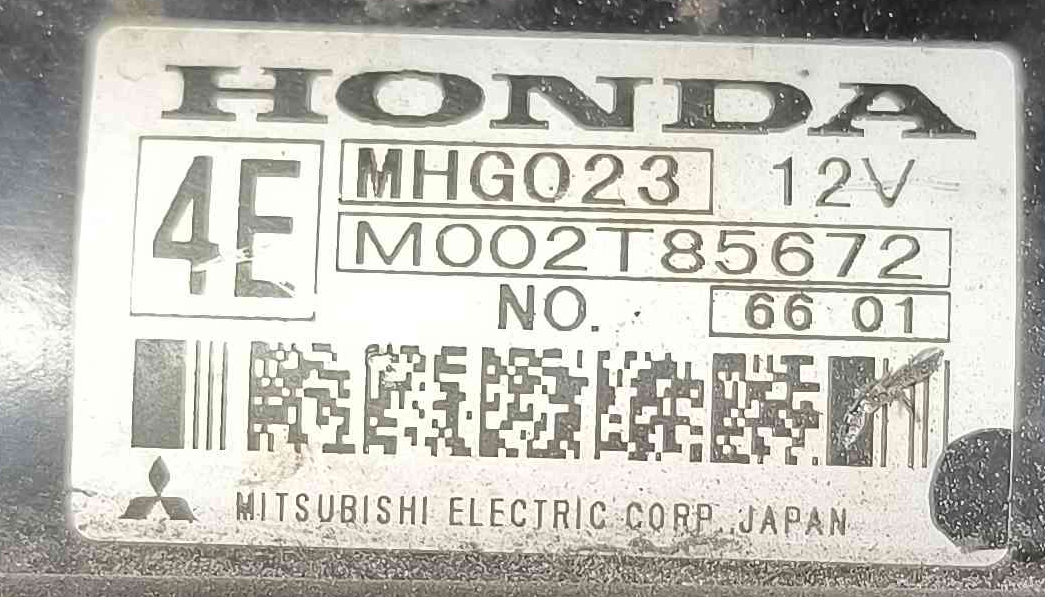 HONDA
4E
MHG023 12V
M002T85672
NO. 66 01
MITSUBISHI ELECTRIC CORP. JAPAN